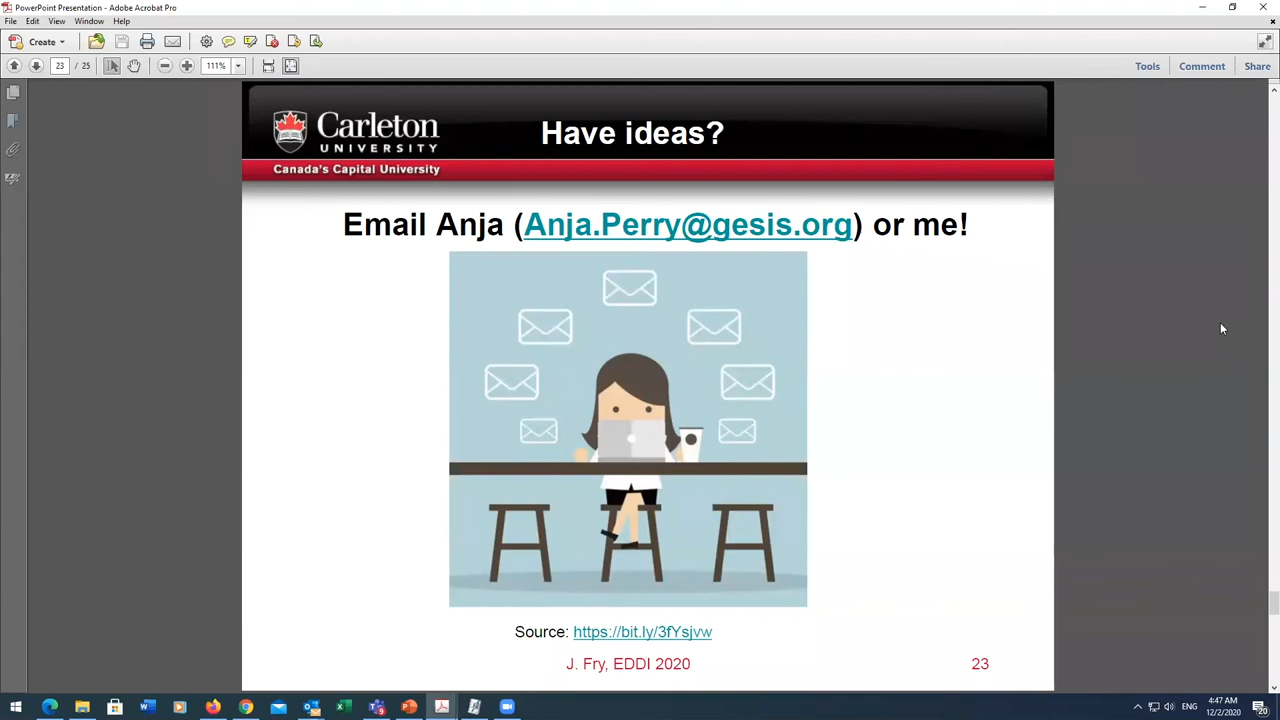 PowerPoint Presentation - Adobe Acrobat Pro
File Edit View Window Help
Create
23 / 25 111% Tools Comment Share
Carleton
UNIVERSITY
Canada's Capital University
Have ideas?
Email Anja (Anja.Perry@gesis.org) or me!
Source: https://bit.ly/3fYsjvw
J. Fry, EDDI 2020 23
ENG
4:47 AM
12/2/2020
20